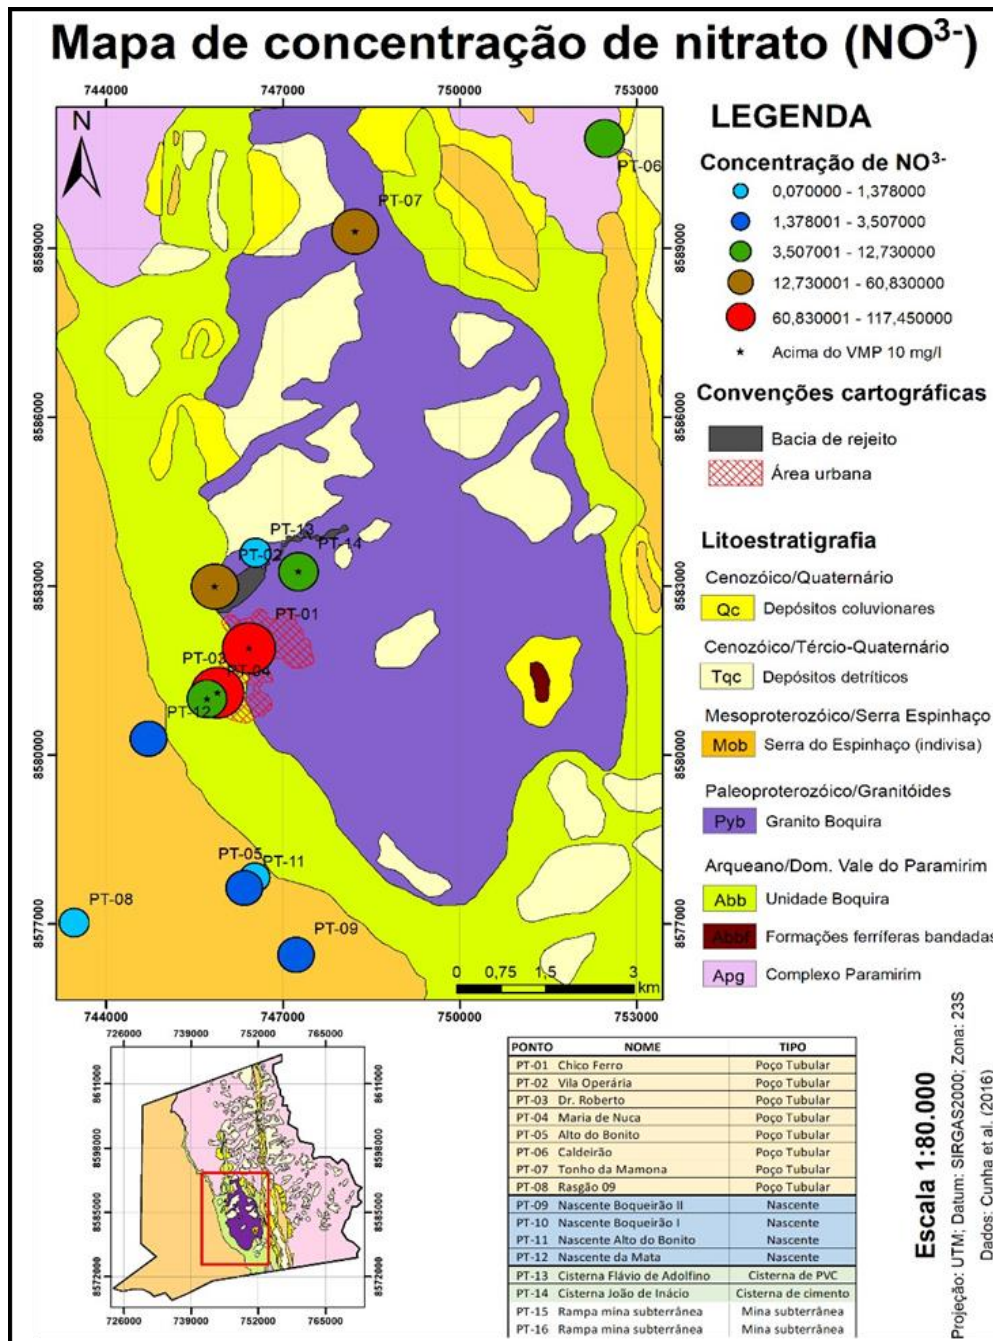 Mapa de concentração de nitrato (NO³⁻)
744000 747000 750000 753000
N
PT-06
PT-07
8589000 8589000
8586000 8586000
PT-13
PT-02 PT-14
8583000 8583000
PT-01
PT-03
PT-04
PT-12
8580000 8580000
PT-05
PT-11
PT-08
PT-09
8577000 8577000
0 0,75 1,5 3
km
744000 747000 750000 753000
LEGENDA
Concentração de NO³⁻
0,070000 - 1,378000
1,378001 - 3,507000
3,507001 - 12,730000
12,730001 - 60,830000
60,830001 - 117,450000
Acima do VMP 10 mg/l
Convenções cartográficas
Bacia de rejeito
Área urbana
Litoestratigrafia
Cenozóico/Quaternário
Qc Depósitos coluvionares
Cenozóico/Tércio-Quaternário
Tqc Depósitos detríticos
Mesoproterozóico/Serra Espinhaço
Mob Serra do Espinhaço (indivisa)
Paleoproterozóico/Granitóides
Pyb Granito Boquira
Arqueano/Dom. Vale do Paramirim
Abb Unidade Boquira
Abbf Formações ferríferas bandadas
Apg Complexo Paramirim
726000 739000 752000 765000
8611000
8598000
8585000
8572000
726000 739000 752000 765000
PONTO NOME TIPO
PT-01 Chico Ferro Poço Tubular
PT-02 Vila Operária Poço Tubular
PT-03 Dr. Roberto Poço Tubular
PT-04 Maria de Nuca Poço Tubular
PT-05 Alto do Bonito Poço Tubular
PT-06 Caldeirão Poço Tubular
PT-07 Tonho da Mamona Poço Tubular
PT-08 Rasgão 09 Poço Tubular
PT-09 Nascente Boqueirão II Nascente
PT-10 Nascente Boqueirão I Nascente
PT-11 Nascente Alto do Bonito Nascente
PT-12 Nascente da Mata Nascente
PT-13 Cisterna Flávio de Adolfino Cisterna de PVC
PT-14 Cisterna João de Inácio Cisterna de cimento
PT-15 Rampa mina subterrânea Mina subterrânea
PT-16 Rampa mina subterrânea Mina subterrânea
Escala 1:80.000
Projeção: UTM; Datum: SIRGAS2000; Zona: 23S
Dados: Cunha et al. (2016)